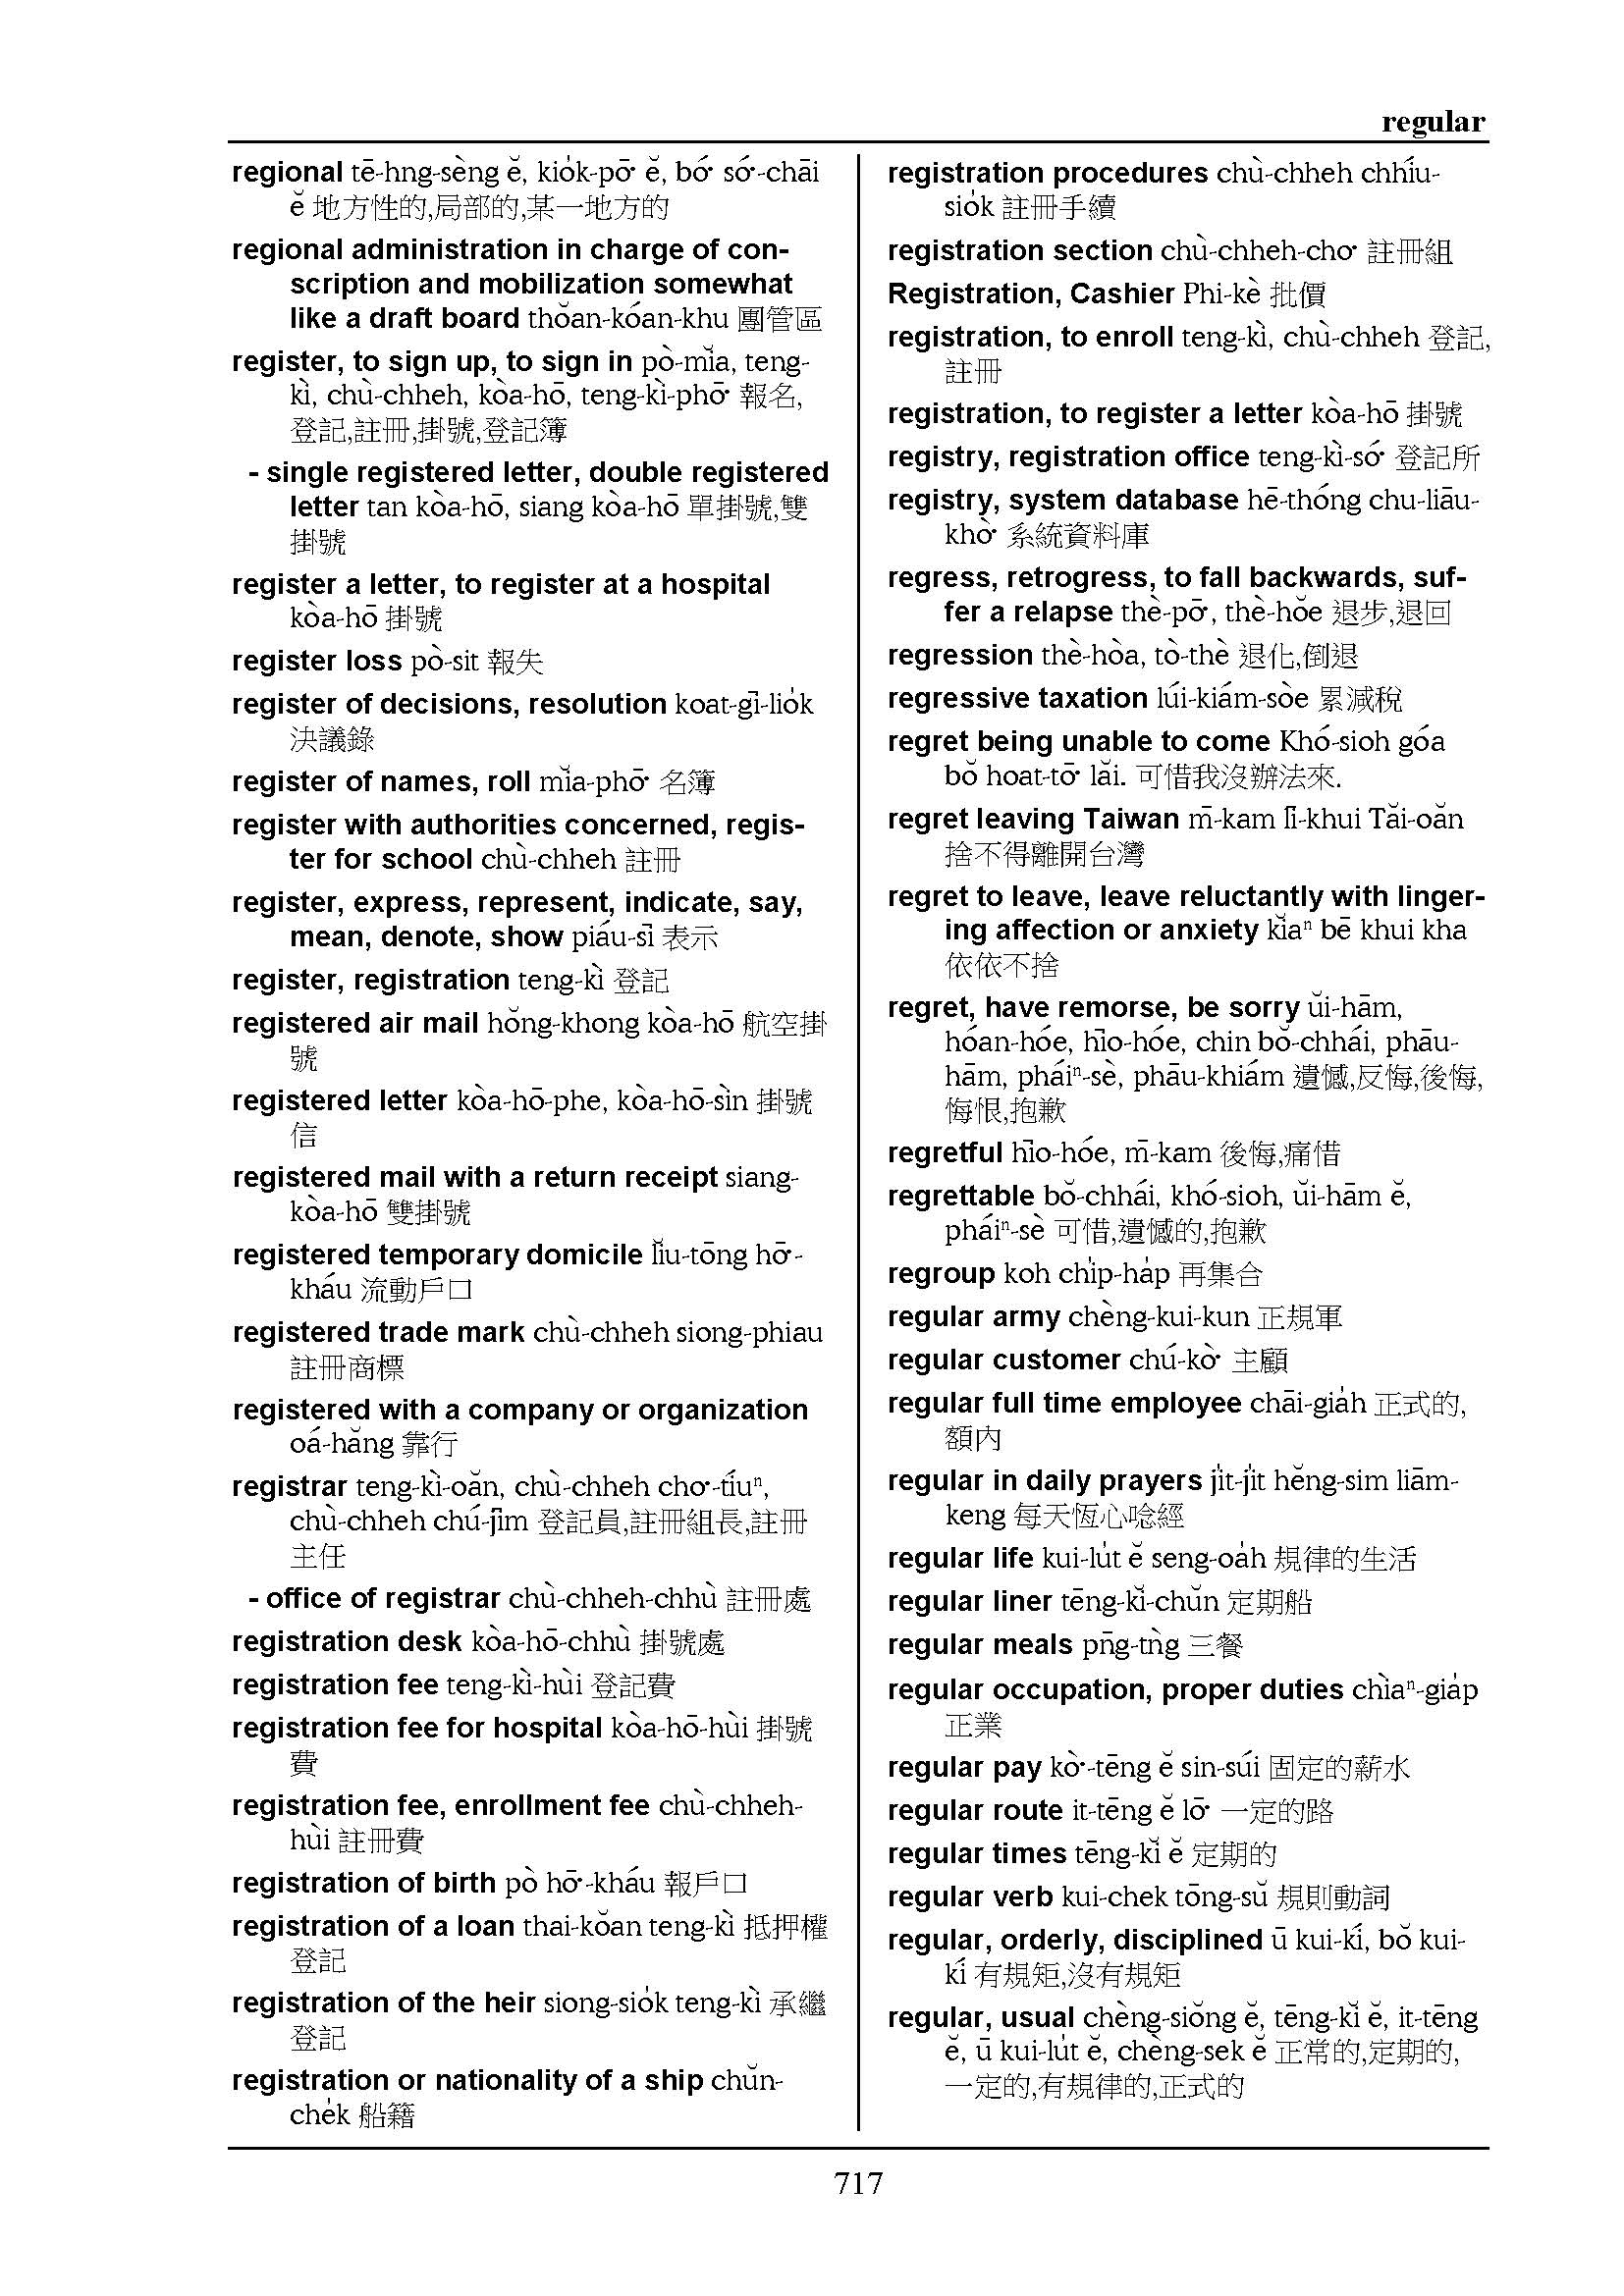 regular
regional tē-hng-sèng ĕ, kio̍k-pō͘ ĕ, bó͘ só͘-chāi
ĕ 地方性的,局部的,某一地方的
regional administration in charge of con-
scription and mobilization somewhat
like a draft board thŏan-kóan-khu 團管區
register, to sign up, to sign in pò-mĭa, teng-
kì, chù-chheh, kòa-hō, teng-kì-phō͘ 報名,
登記,註冊,掛號,登記簿
- single registered letter, double registered
letter tan kòa-hō, siang kòa-hō 單掛號,雙
掛號
register a letter, to register at a hospital
kòa-hō 掛號
register loss pò-sit 報失
register of decisions, resolution koat-gī-lio̍k
決議錄
register of names, roll mĭa-phō͘ 名簿
register with authorities concerned, regis-
ter for school chù-chheh 註冊
register, express, represent, indicate, say,
mean, denote, show piáu-sī 表示
register, registration teng-kì 登記
registered air mail hŏng-khong kòa-hō 航空掛
號
registered letter kòa-hō-phe, kòa-hō-sìn 掛號
信
registered mail with a return receipt siang-
kòa-hō 雙掛號
registered temporary domicile lĭu-tōng hō͘-
kháu 流動戶口
registered trade mark chù-chheh siong-phiau
註冊商標
registered with a company or organization
oá-hăng 靠行
registrar teng-kì-oăn, chù-chheh cho͘-tíuⁿ,
chù-chheh chú-jīm 登記員,註冊組長,註冊
主任
- office of registrar chù-chheh-chhù 註冊處
registration desk kòa-hō-chhù 掛號處
registration fee teng-kì-hùi 登記費
registration fee for hospital kòa-hō-hùi 掛號
費
registration fee, enrollment fee chù-chheh-
hùi 註冊費
registration of birth pò hō͘-kháu 報戶口
registration of a loan thai-kŏan teng-kì 抵押權
登記
registration of the heir siong-sio̍k teng-kì 承繼
登記
registration or nationality of a ship chŭn-
che̍k 船籍
registration procedures chù-chheh chhíu-
sio̍k 註冊手續
registration section chù-chheh-cho͘ 註冊組
Registration, Cashier Phi-kè 批價
registration, to enroll teng-kì, chù-chheh 登記,
註冊
registration, to register a letter kòa-hō 掛號
registry, registration office teng-kì-só͘ 登記所
registry, system database hē-thóng chu-liāu-
khò͘ 系統資料庫
regress, retrogress, to fall backwards, suf-
fer a relapse thè-pō͘, thè-hŏe 退步,退回
regression thè-hòa, tò-thè 退化,倒退
regressive taxation lúi-kiám-sòe 累減稅
regret being unable to come Khó-sioh góa
bŏ hoat-tō͘ lăi. 可惜我沒辦法來.
regret leaving Taiwan m̄-kam lī-khui Tăi-oăn
捨不得離開台灣
regret to leave, leave reluctantly with linger-
ing affection or anxiety kĭaⁿ bē khui kha
依依不捨
regret, have remorse, be sorry ŭi-hām,
hóan-hóe, hīo-hóe, chin bŏ-chhái, phāu-
hām, pháiⁿ-sè, phāu-khiám 遺憾,反悔,後悔,
悔恨,抱歉
regretful hīo-hóe, m̄-kam 後悔,痛惜
regrettable bŏ-chhái, khó-sioh, ŭi-hām ĕ,
pháiⁿ-sè 可惜,遺憾的,抱歉
regroup koh chi̍p-ha̍p 再集合
regular army chèng-kui-kun 正規軍
regular customer chú-kò͘ 主顧
regular full time employee chāi-gia̍h 正式的,
額內
regular in daily prayers ji̍t-ji̍t hĕng-sim liām-
keng 每天恆心唸經
regular life kui-lu̍t ĕ seng-oa̍h 規律的生活
regular liner tēng-kĭ-chŭn 定期船
regular meals pn̄g-tǹg 三餐
regular occupation, proper duties chìaⁿ-gia̍p
正業
regular pay kò͘-tēng ĕ sin-súi 固定的薪水
regular route it-tēng ĕ lō͘ 一定的路
regular times tēng-kĭ ĕ 定期的
regular verb kui-chek tōng-sŭ 規則動詞
regular, orderly, disciplined ū kui-kí, bŏ kui-
kí 有規矩,沒有規矩
regular, usual chèng-siŏng ĕ, tēng-kĭ ĕ, it-tēng
ĕ, ū kui-lu̍t ĕ, chèng-sek ĕ 正常的,定期的,
一定的,有規律的,正式的
717